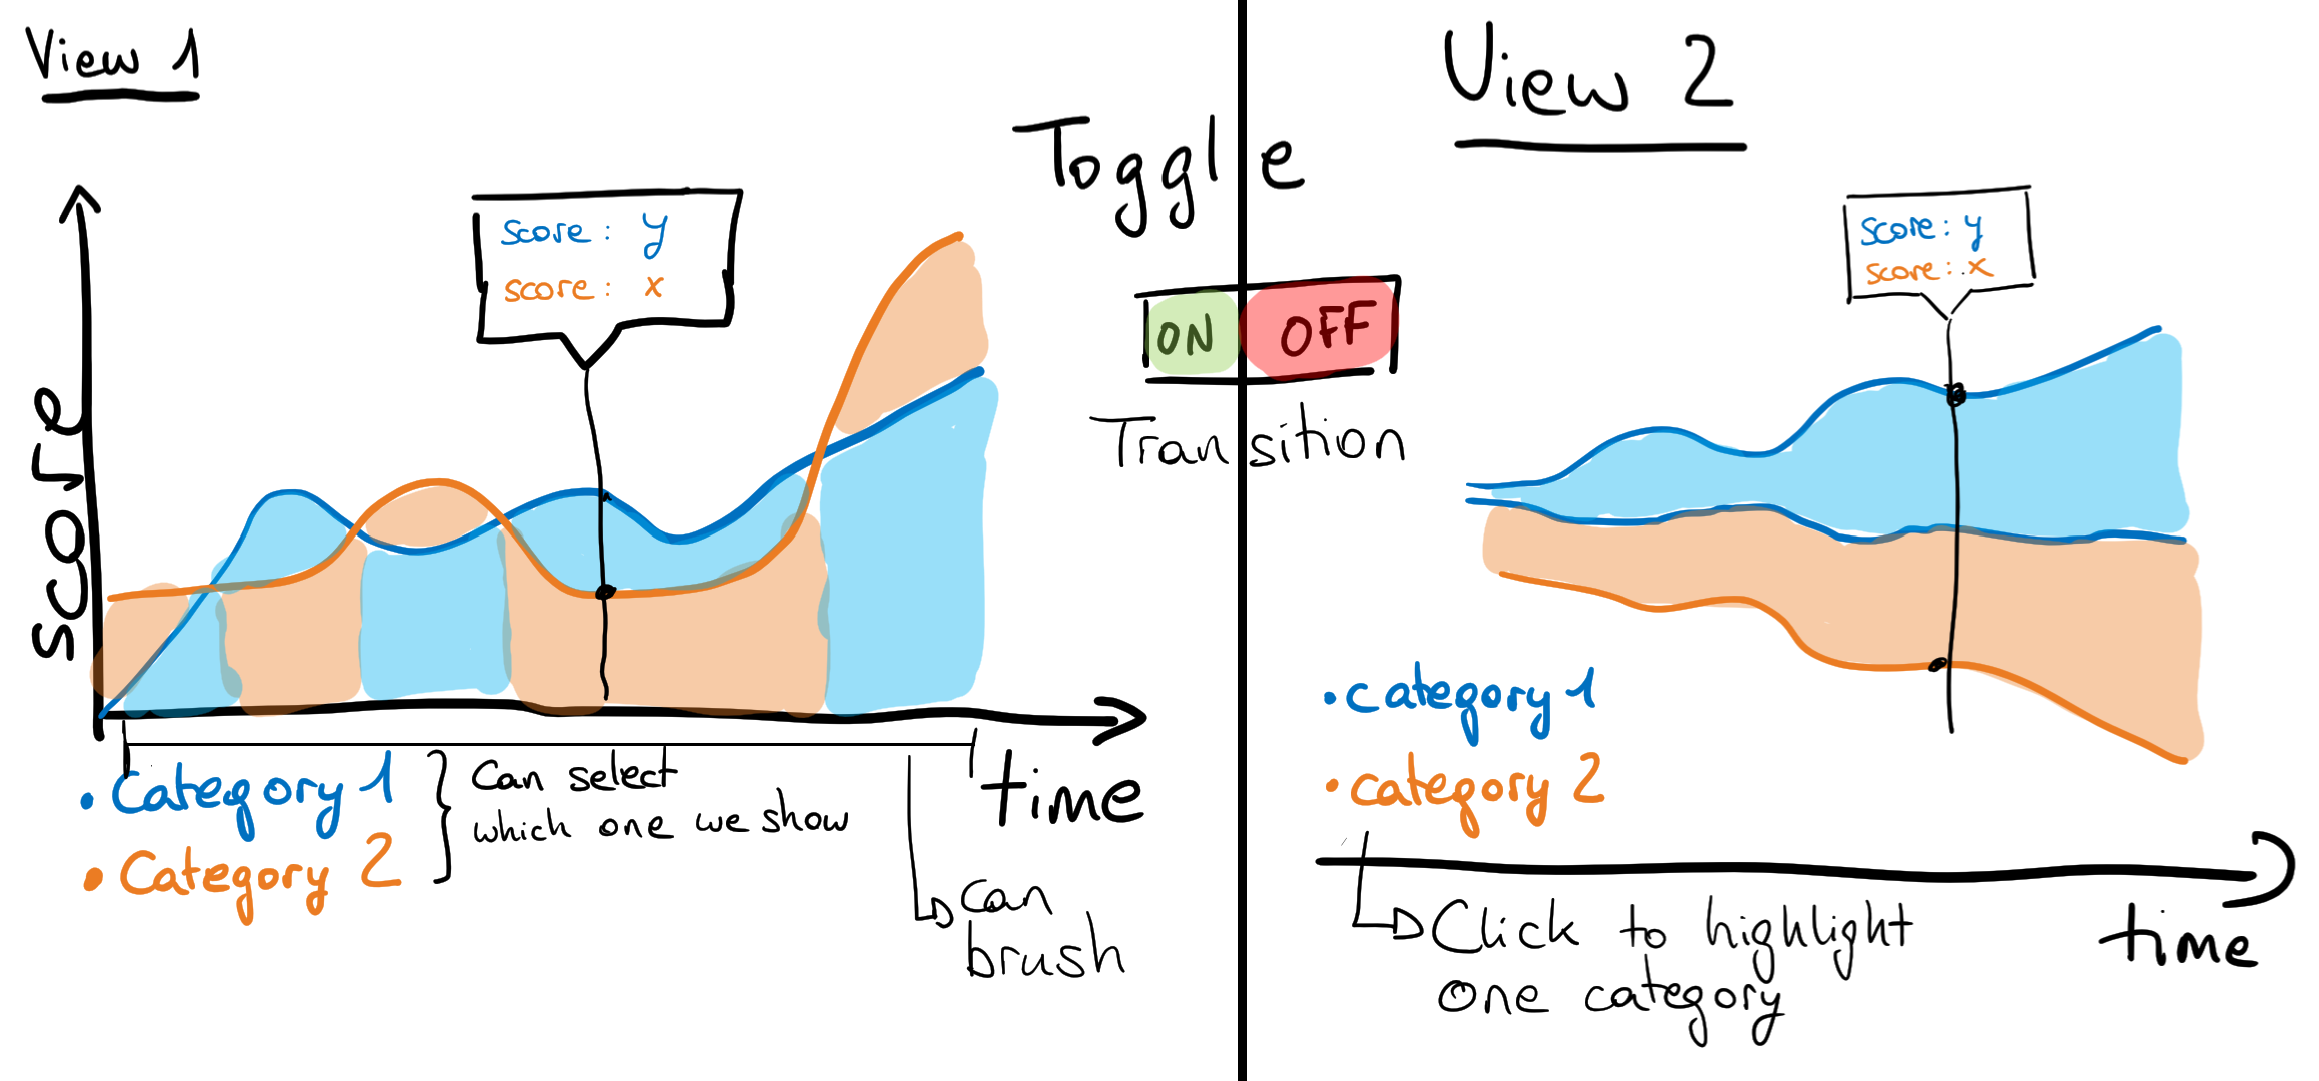 View 1
score: y
score: x
score
time
• Category 1
• Category 2
Can select
which one we show
can
brush
Toggle
ON OFF
Transition
View 2
score: y
score: x
• category 1
• category 2
time
Click to highlight
one category